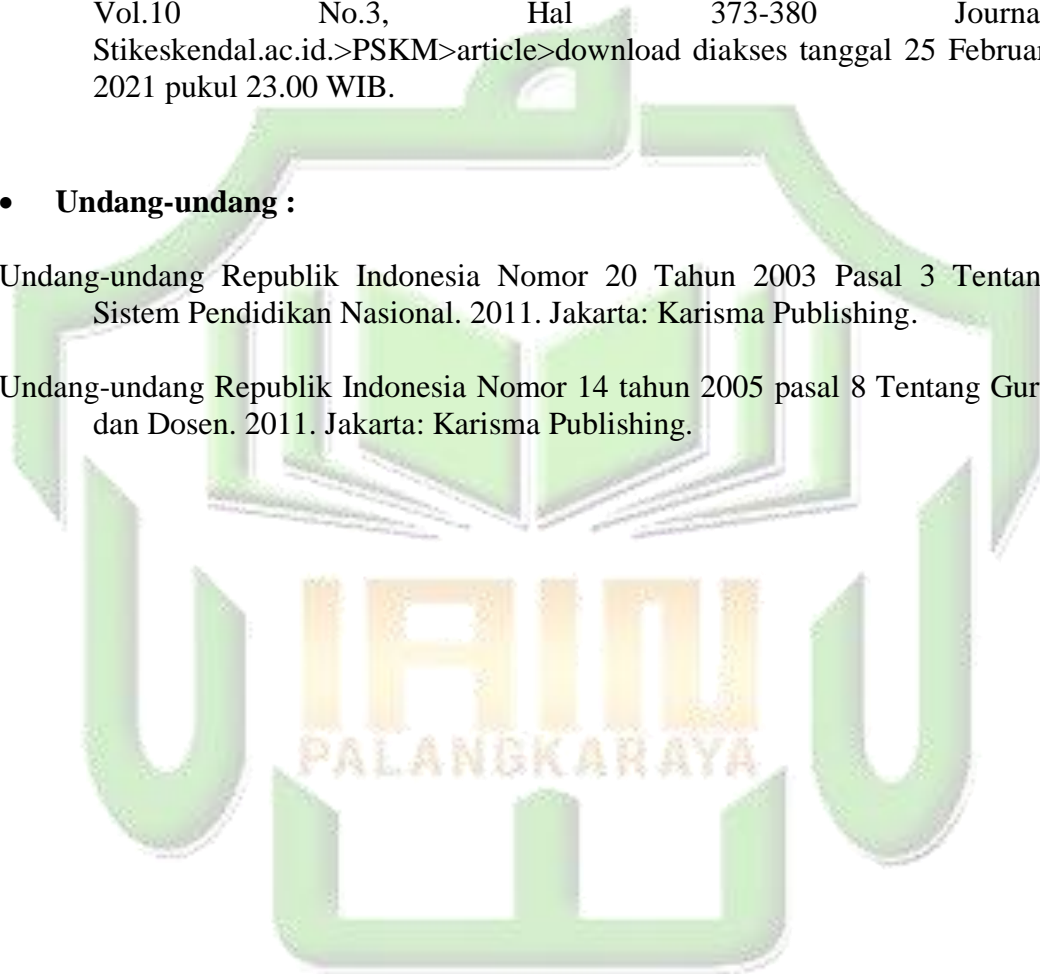 Vol.10 No.3, Hal 373-380 Journa
Stikeskendal.ac.id.>PSKM>article>download diakses tanggal 25 Februar
2021 pukul 23.00 WIB.
• Undang-undang :
Undang-undang Republik Indonesia Nomor 20 Tahun 2003 Pasal 3 Tentan
Sistem Pendidikan Nasional. 2011. Jakarta: Karisma Publishing.
Undang-undang Republik Indonesia Nomor 14 tahun 2005 pasal 8 Tentang Gur
dan Dosen. 2011. Jakarta: Karisma Publishing.
IAIN
PALANGKARAYA